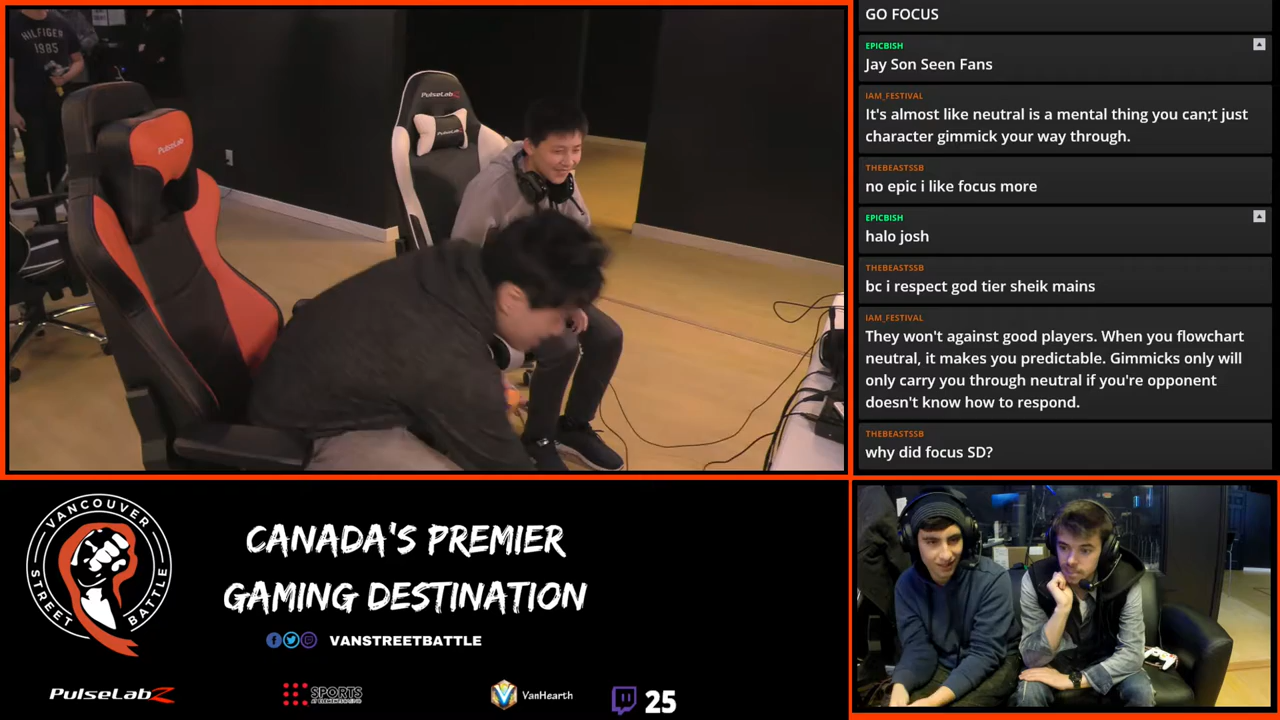 HILFIGER
1985
PulseLabZ
PulseLab
GO FOCUS
EPICBISH
Jay Son Seen Fans
IAM_FESTIVAL
It's almost like neutral is a mental thing you can;t just
character gimmick your way through.
THEBEASTSSB
no epic i like focus more
EPICBISH
halo josh
THEBEASTSSB
bc i respect god tier sheik mains
IAM_FESTIVAL
They won't against good players. When you flowchart
neutral, it makes you predictable. Gimmicks only will
only carry you through neutral if you're opponent
doesn't know how to respond.
THEBEASTSSB
why did focus SD?
VANCOUVER
STREET BATTLE
CANADA'S PREMIER
GAMING DESTINATION
VANSTREETBATTLE
PulseLabZ
SPORTS
VanHearth
25